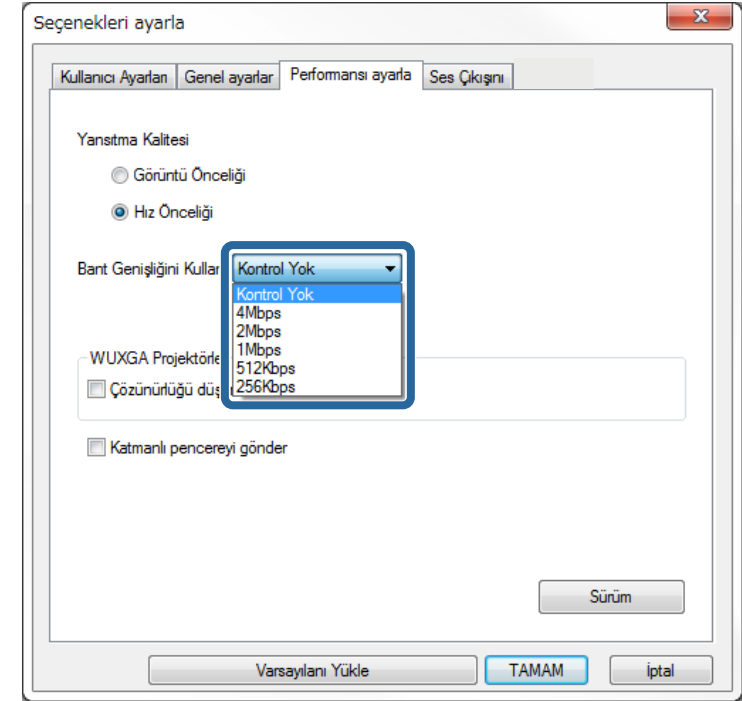 Seçenekleri ayarla
Kullanıcı Ayarları Genel ayarlar Performansı ayarla Ses Çıkışını
Yansıtma Kalitesi
Görüntü Önceliği
Hız Önceliği
Bant Genişliğini Kullan Kontrol Yok
Kontrol Yok
4Mbps
2Mbps
1Mbps
512Kbps
256Kbps
WUXGA Projektörle
Çözünürlüğü düş
Katmanlı pencereyi gönder
Sürüm
Varsayılanı Yükle TAMAM İptal